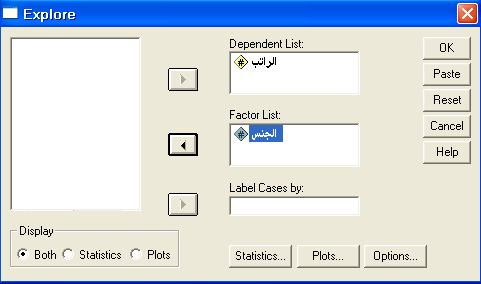 Explore
Dependent List:
الراتب
OK
Paste
Factor List:
Reset
الجنس
Cancel
Help
Label Cases by:
Display
Both
Statistics
Plots
Statistics...
Plots...
Options...